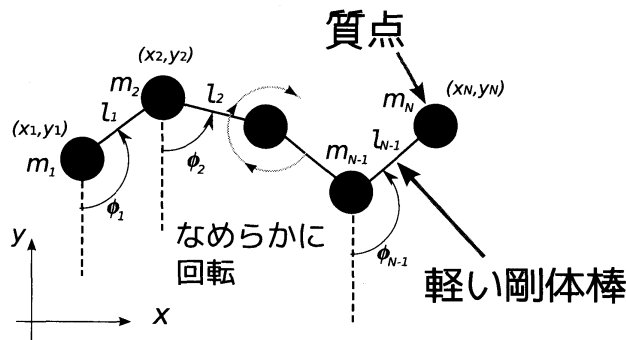 質点
(x2,y2)
m2
l1
l2
(xN,yN)
mN
(x1,y1)
m1
mN-1
lN-1
ϕ1
ϕ2
ϕN-1
なめらかに
回転
軽い剛体棒
y
x